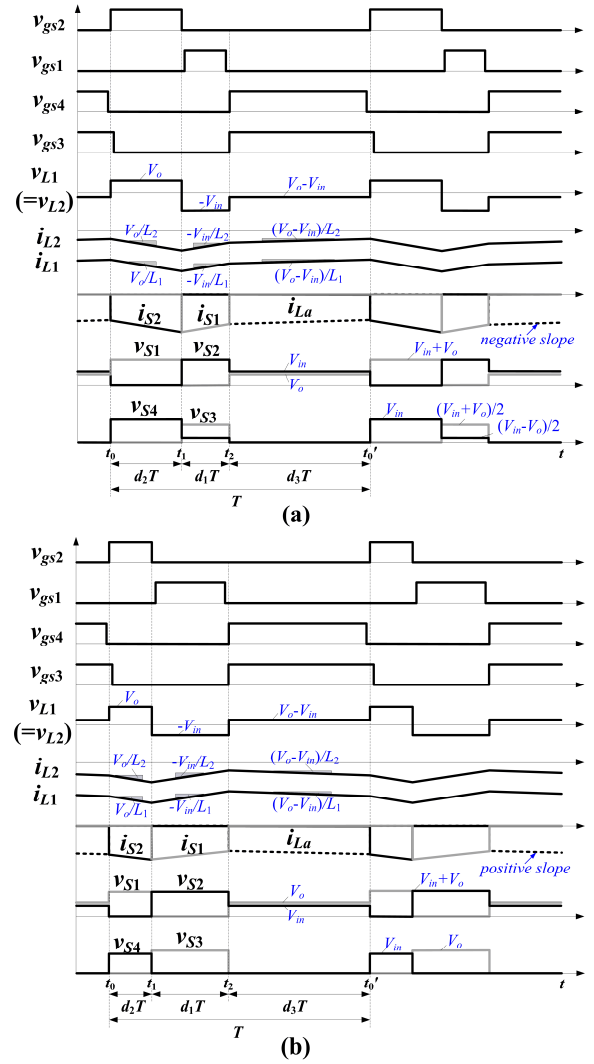 vgs2
vgs1
vgs4
vgs3
vL1
(=vL2)
Vo
-Vin
Vo-Vin
iL2
iL1
Vo/L2
-Vin/L2
(Vo-Vin)/L2
Vo/L1
-Vin/L1
(Vo-Vin)/L1
iS2
iS1
iLa
negative slope
vS1
vS2
Vin
Vo
Vin+Vo
vS4
vS3
Vin
(Vin+Vo)/2
(Vin-Vo)/2
t0
t1
t2
t0'
t
d2T
d1T
d3T
T
(a)
vgs2
vgs1
vgs4
vgs3
vL1
(=vL2)
Vo
-Vin
Vo-Vin
iL2
iL1
Vo/L2
-Vin/L2
(Vo-Vin)/L2
Vo/L1
-Vin/L1
(Vo-Vin)/L1
iS2
iS1
iLa
positive slope
vS1
vS2
Vo
Vin
Vin+Vo
vS4
vS3
Vin
Vo
t0
t1
t2
t0'
t
d2T
d1T
d3T
T
(b)